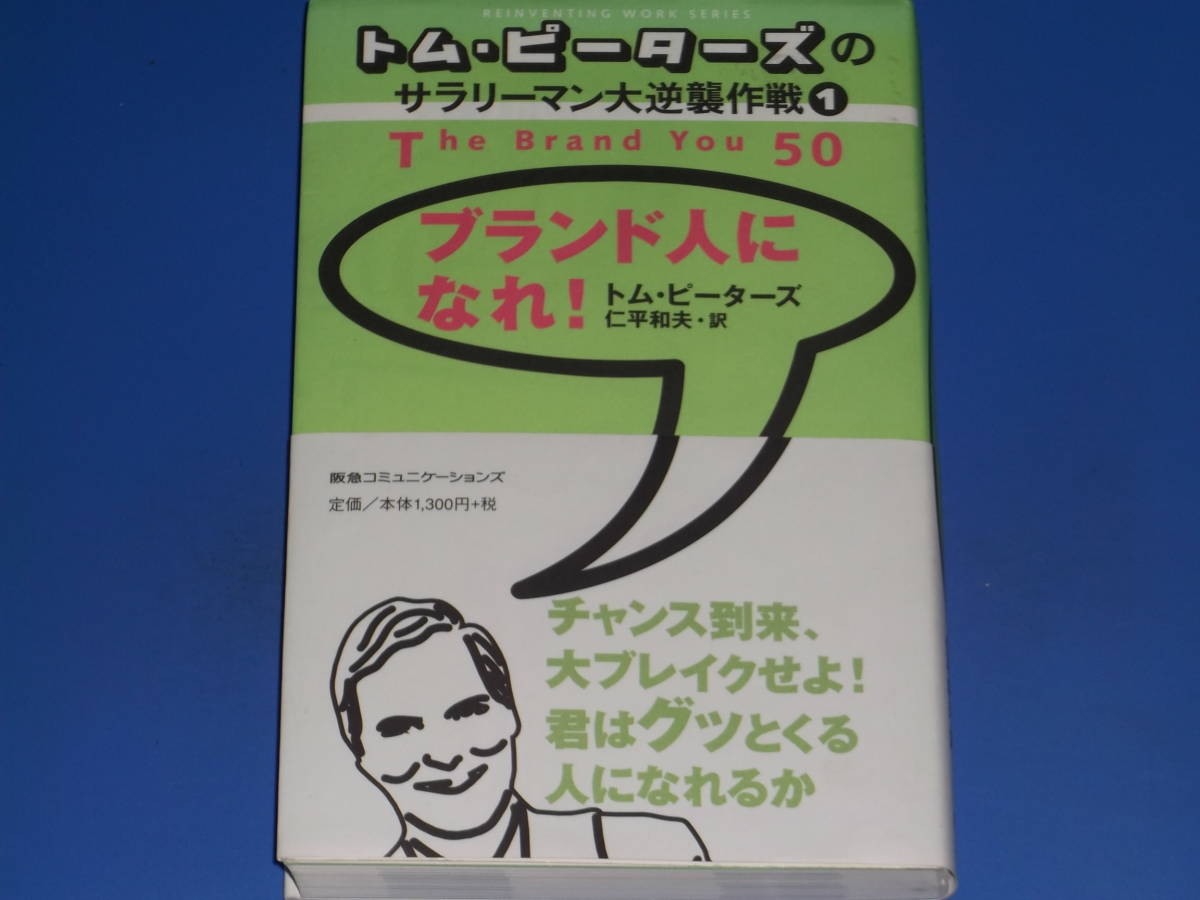 REINVENTING WORK SERIES
トム・ピーターズの
サラリーマン大逆襲作戦❶
The Brand You 50
ブランド人に
なれ!
トム・ピーターズ
仁平和夫・訳
阪急コミュニケーションズ
定価/本体1,300円+税
チャンス到来、
大ブレイクせよ!
君はグッとくる
人になれるか